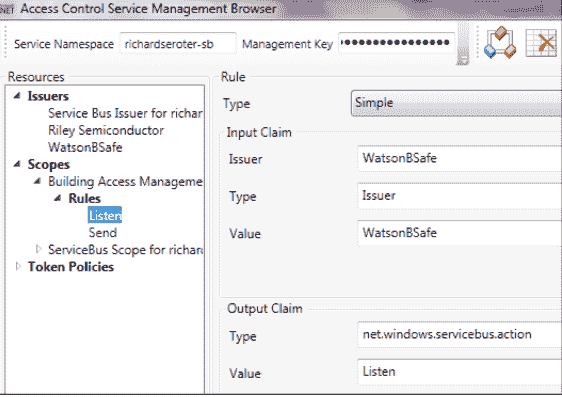 .NET Access Control Service Management Browser
Service Namespace richardseroter-sb Management Key
Resources
Issuers
Service Bus Issuer for richar
Riley Semiconductor
WatsonBSafe
Scopes
Building Access Manageme
Rules
Listen
Send
ServiceBus Scope for richar
Token Policies
Rule
Type Simple
Input Claim
Issuer WatsonBSafe
Type Issuer
Value WatsonBSafe
Output Claim
Type net.windows.servicebus.action
Value Listen